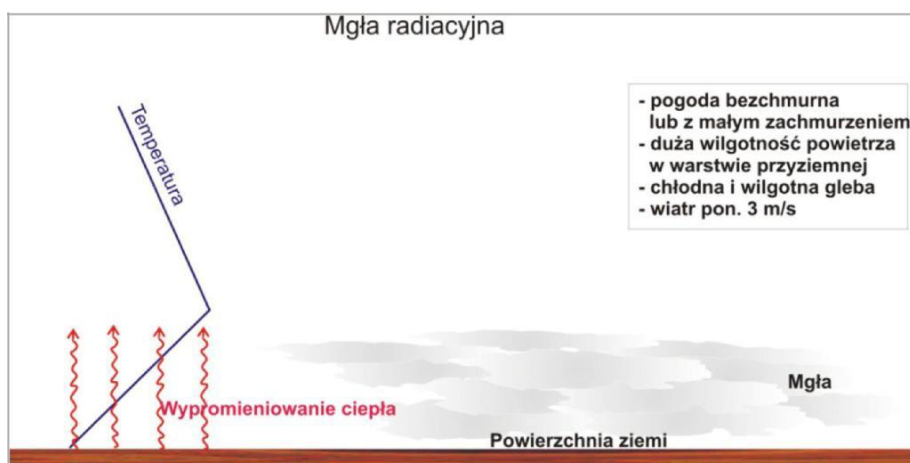 Mgła radiacyjna
- pogoda bezchmurna
lub z małym zachmurzeniem
- duża wilgotność powietrza
w warstwie przyziemnej
- chłodna i wilgotna gleba
- wiatr pon. 3 m/s
Temperatura
Mgła
Wypromieniowanie ciepła
Powierzchnia ziemi